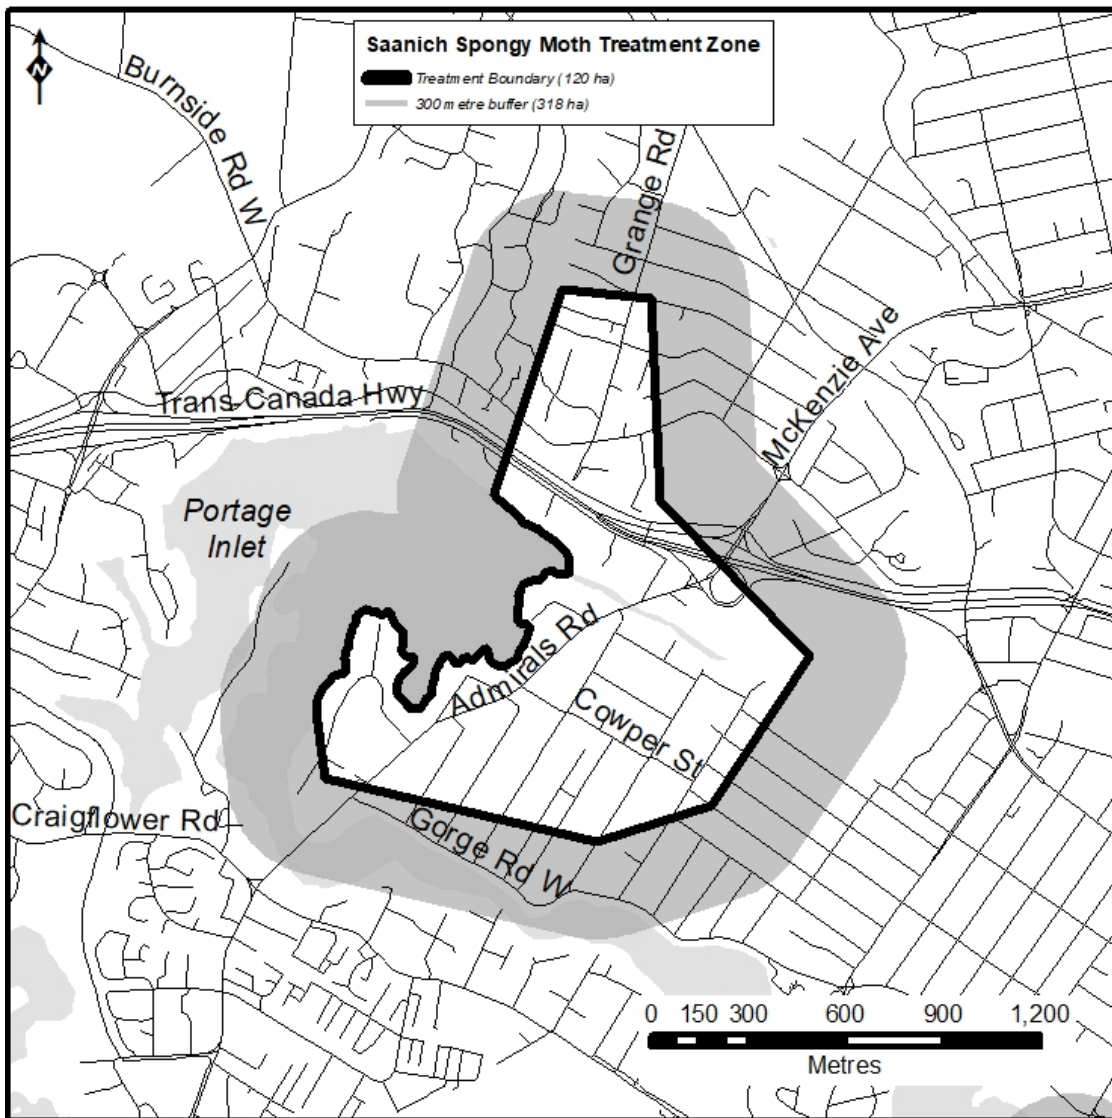 Saanich Spongy Moth Treatment Zone
Treatment Boundary (120 ha)
300 metre buffer (318 ha)
N
Burnside Rd W
Grange Rd
McKenzie Ave
Trans Canada Hwy
Portage
Inlet
Admirals Rd
Cowper St
Craigflower Rd
Gorge Rd W
0 150 300 600 900 1,200
Metres